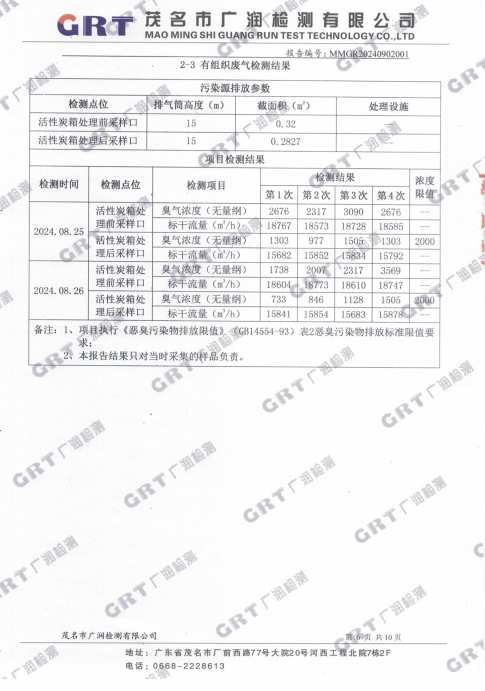 GRT 茂名市广润检测有限公司
MAO MING SHI GUANG RUN TEST CO.,LTD
报告编号：MMGR20240902001
2-3 有组织废气检测结果
污染源排放参数
检测点位 排气筒高度（m） 截面积（㎡） 处理设施
活性炭箱处理前采样口 15 0.32
活性炭箱处理后采样口 15 0.2827
项目检测结果
检测时间 检测点位 检测项目 检测结果 浓度限值
第1次 第2次 第3次 第4次
2024.08.25 活性炭箱处理前采样口 臭气浓度（无量纲） 2676 2317 3090 2676 —
标干流量（m³/h） 18767 18573 18728 18585 —
活性炭箱处理后采样口 臭气浓度（无量纲） 1303 977 1505 1303 2000
标干流量（m³/h） 15682 15852 15834 15792 —
2024.08.26 活性炭箱处理前采样口 臭气浓度（无量纲） 1738 2007 2317 3569 —
标干流量（m³/h） 18604 18773 18610 18747 —
活性炭箱处理后采样口 臭气浓度（无量纲） 733 846 1128 1505 2000
标干流量（m³/h） 15841 15854 15683 15878 —
备注：1、项目执行《恶臭污染物排放限值》（GB14554-93）表2恶臭污染物排放标准限值要
求；
2、本报告结果只对当时采集的样品负责。
茂名市广润检测有限公司
第 6 页 共 10 页
地址：广东省茂名市厂前西路77号大院20号河西工程北院7栋2F
电话：0668-2228613
GRT广润检测